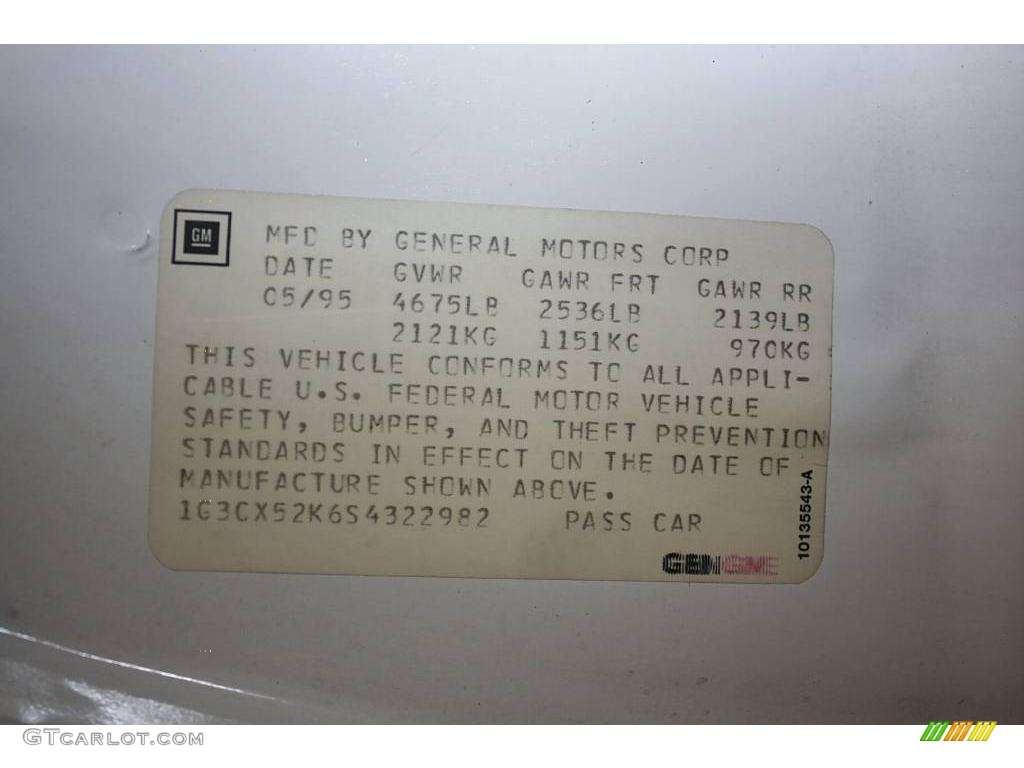 GM
MFD BY GENERAL MOTORS CORP
DATE GVWR GAWR FRT GAWR RR
05/95 4675LB 2536LB 2139LB
2121KG 1151KG 970KG
THIS VEHICLE CONFORMS TO ALL APPLI-
CABLE U.S. FEDERAL MOTOR VEHICLE
SAFETY, BUMPER, AND THEFT PREVENTION
STANDARDS IN EFFECT ON THE DATE OF
MANUFACTURE SHOWN ABOVE.
1G3CX52K6S4322982 PASS CAR
10135543-A
GTCARLOT.COM